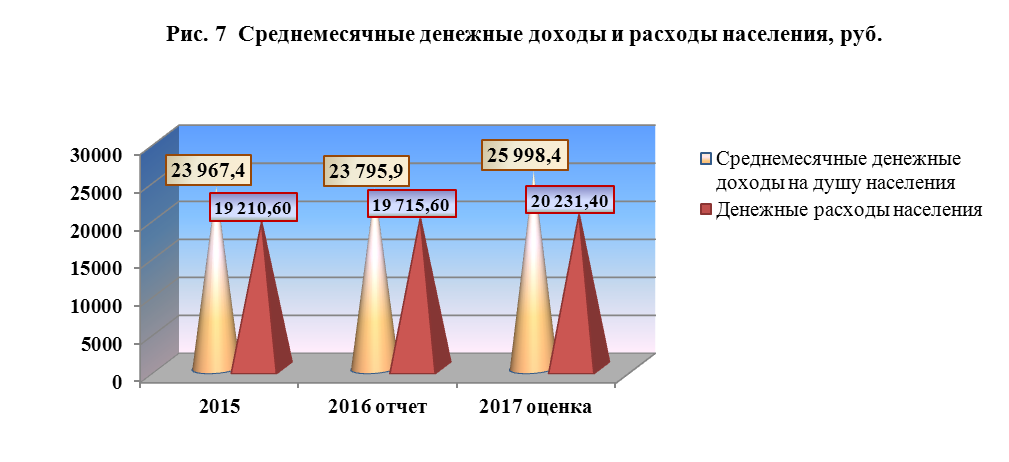 Рис. 7 Среднемесячные денежные доходы и расходы населения, руб.
30000
25000
20000
15000
10000
5000
0
23 967,4
19 210,60
23 795,9
19 715,60
25 998,4
20 231,40
2015
2016 отчет
2017 оценка
Среднемесячные денежные
доходы на душу населения
Денежные расходы населения